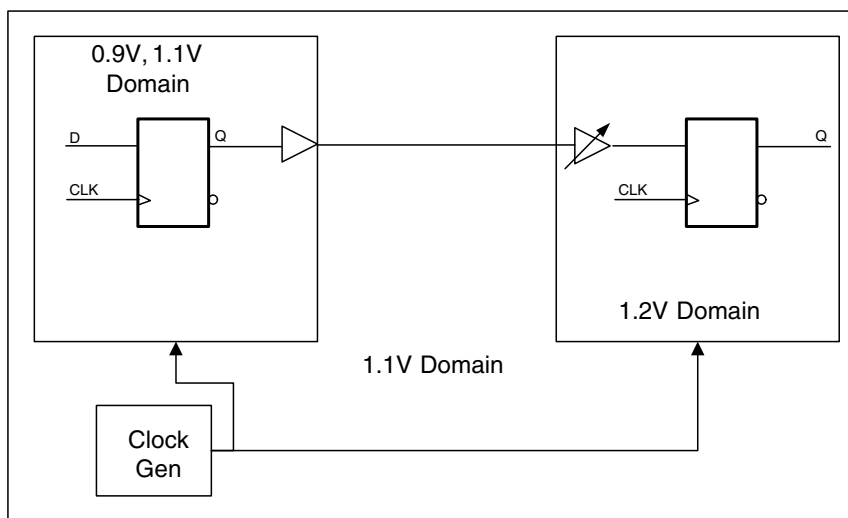 0.9V, 1.1V
Domain
D
Q
CLK
Q
CLK
1.2V Domain
1.1V Domain
Clock
Gen